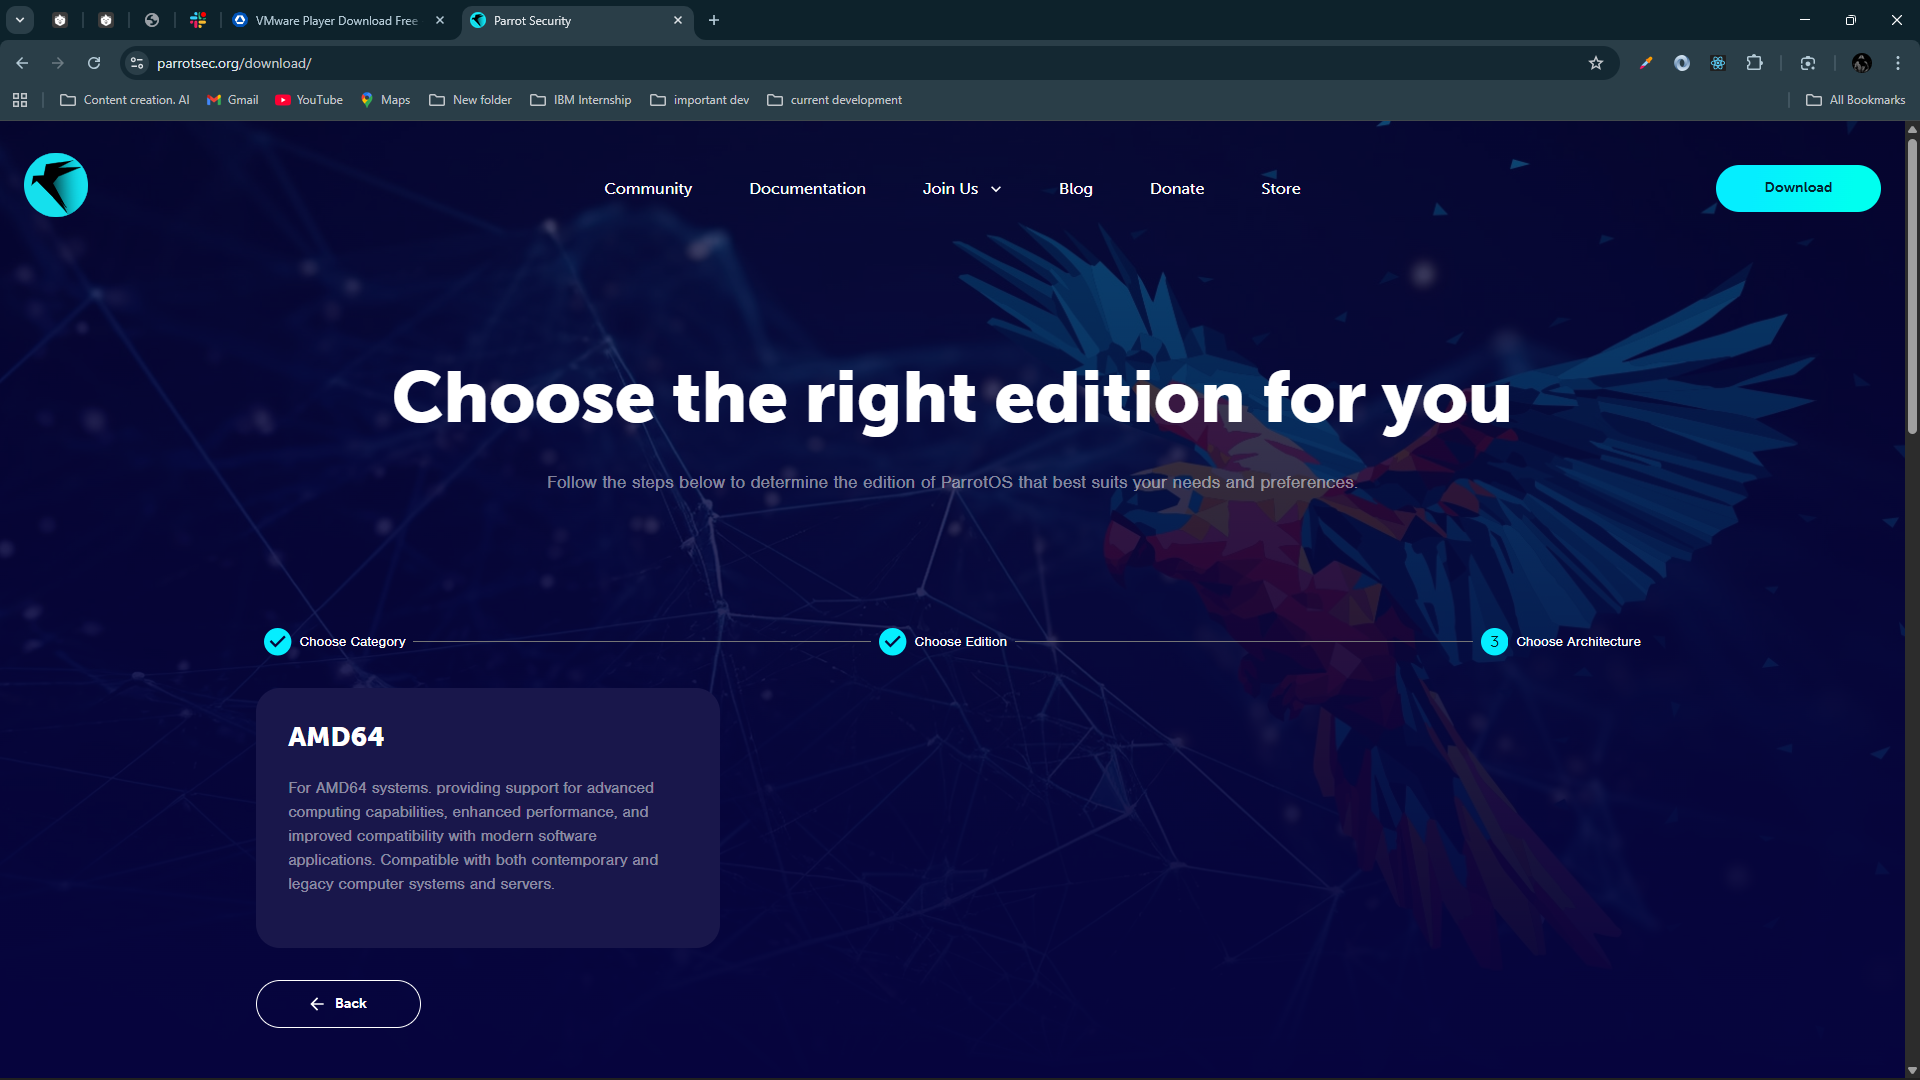 VMware Player Download Free
Parrot Security
parrotsec.org/download/
Content creation. AI
Gmail
YouTube
Maps
New folder
IBM Internship
important dev
current development
All Bookmarks
Community
Documentation
Join Us
Blog
Donate
Store
Download
Choose the right edition for you
Follow the steps below to determine the edition of ParrotOS that best suits your needs and preferences.
Choose Category
Choose Edition
3 Choose Architecture
AMD64
For AMD64 systems. providing support for advanced
computing capabilities, enhanced performance, and
improved compatibility with modern software
applications. Compatible with both contemporary and
legacy computer systems and servers.
Back